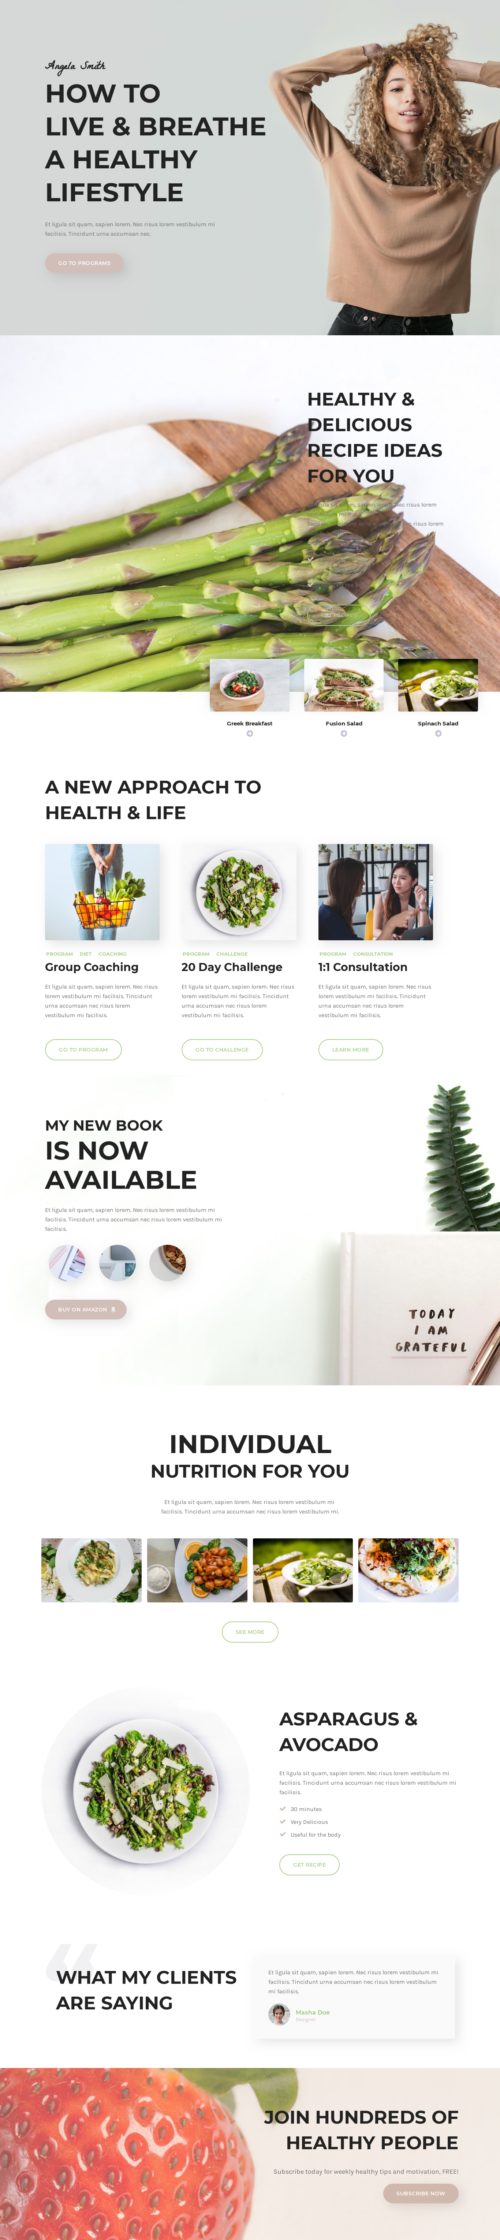 Angela Smith
HOW TO
LIVE & BREATHE
A HEALTHY
LIFESTYLE
Et ligula sit quam, sapien lorem. Nec risus lorem vestibulum mi
facilisis. Tincidunt urna accumsan nec.
GO TO PROGRAMS
HEALTHY &
DELICIOUS
RECIPE IDEAS
FOR YOU
sit quam, sapien lorem. Nec risus lorem
risus lorem
Greek Breakfast
Fusion Salad
Spinach Salad
A NEW APPROACH TO
HEALTH & LIFE
PROGRAM DIET COACHING
Group Coaching
Et ligula sit quam, sapien lorem. Nec risus
lorem vestibulum mi facilisis. Tincidunt
urna accumsan nec risus lorem
vestibulum mi facilisis.
GO TO PROGRAM
PROGRAM CHALLENGE
20 Day Challenge
Et ligula sit quam, sapien lorem. Nec risus
lorem vestibulum mi facilisis. Tincidunt
urna accumsan nec risus lorem
vestibulum mi facilisis.
GO TO CHALLENGE
PROGRAM CONSULTATION
1:1 Consultation
Et ligula sit quam, sapien lorem. Nec risus
lorem vestibulum mi facilisis. Tincidunt
urna accumsan nec risus lorem
vestibulum mi facilisis.
LEARN MORE
MY NEW BOOK
IS NOW
AVAILABLE
Et ligula sit quam, sapien lorem. Nec risus lorem vestibulum mi
facilisis. Tincidunt urna accumsan nec risus lorem vestibulum mi
facilisis.
BUY ON AMAZON
TODAY
I AM
GRATEFUL
INDIVIDUAL
NUTRITION FOR YOU
Et ligula sit quam, sapien lorem. Nec risus lorem vestibulum mi
facilisis. Tincidunt urna accumsan nec risus lorem vestibulum mi.
SEE MORE
ASPARAGUS &
AVOCADO
Et ligula sit quam, sapien lorem. Nec risus lorem vestibulum mi
facilisis. Tincidunt urna accumsan nec risus lorem vestibulum mi
facilisis.
30 minutes
Very Delicious
Useful for the body
GET RECIPE
“
WHAT MY CLIENTS
ARE SAYING
Et ligula sit quam, sapien lorem. Nec risus lorem vestibulum mi
facilisis. Tincidunt urna accumsan nec risus lorem vestibulum
mi facilisis.
Masha Doe
Designer
JOIN HUNDREDS OF
HEALTHY PEOPLE
Subscribe today for weekly healthy tips and motivation, FREE!
SUBSCRIBE NOW